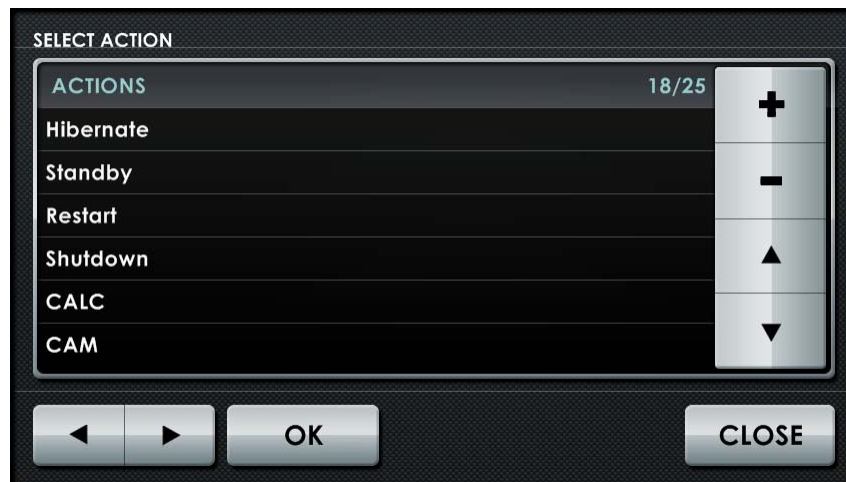 SELECT ACTION
ACTIONS 18/25
Hibernate
Standby
Restart
Shutdown
CALC
CAM
OK CLOSE